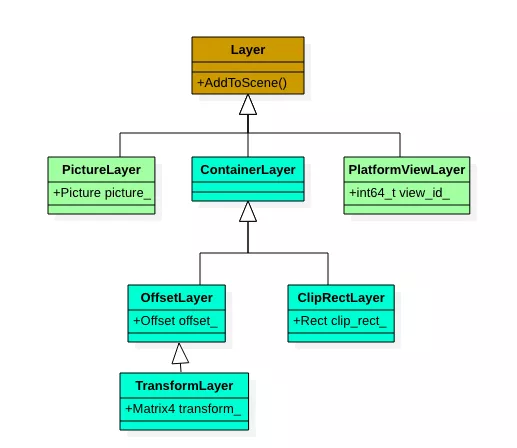 Layer
+AddToScene()
PictureLayer
+Picture picture_
ContainerLayer
PlatformViewLayer
+int64_t view_id_
OffsetLayer
+Offset offset_
ClipRectLayer
+Rect clip_rect_
TransformLayer
+Matrix4 transform_